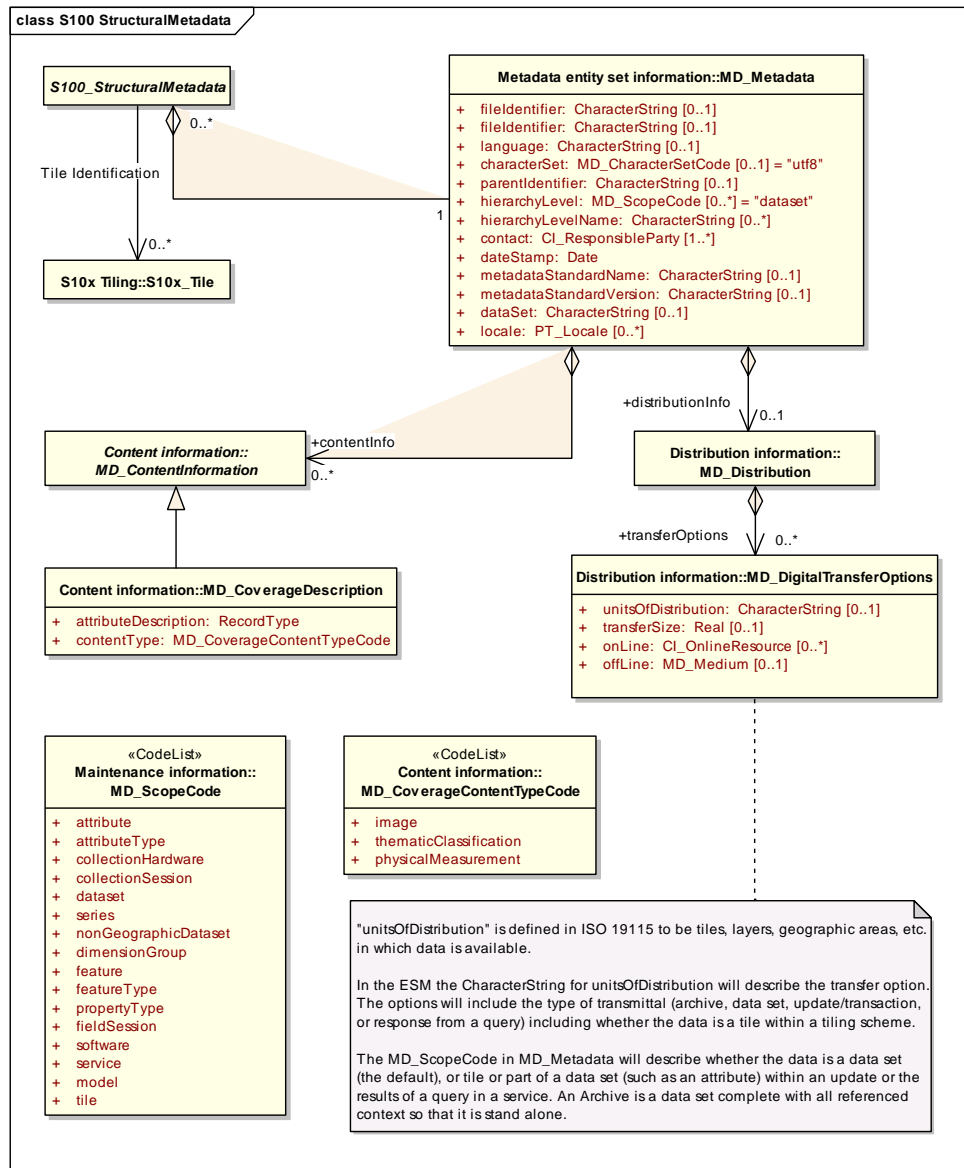 class S100 StructuralMetadata
S100_StructuralMetadata
0..*
Tile Identification
0..*
S10x Tiling::S10x_Tile
1
Metadata entity set information::MD_Metadata
+ fileIdentifier: CharacterString [0..1]
+ fileIdentifier: CharacterString [0..1]
+ language: CharacterString [0..1]
+ characterSet: MD_CharacterSetCode [0..1] = "utf8"
+ parentIdentifier: CharacterString [0..1]
+ hierarchyLevel: MD_ScopeCode [0..*] = "dataset"
+ hierarchyLevelName: CharacterString [0..*]
+ contact: CI_ResponsibleParty [1..*]
+ dateStamp: Date
+ metadataStandardName: CharacterString [0..1]
+ metadataStandardVersion: CharacterString [0..1]
+ dataSet: CharacterString [0..1]
+ locale: PT_Locale [0..*]
+distributionInfo
0..1
+contentInfo
0..*
Content information::
MD_ContentInformation
Distribution information::
MD_Distribution
+transferOptions
0..*
Content information::MD_CoverageDescription
+ attributeDescription: RecordType
+ contentType: MD_CoverageContentTypeCode
Distribution information::MD_DigitalTransferOptions
+ unitsOfDistribution: CharacterString [0..1]
+ transferSize: Real [0..1]
+ onLine: CI_OnlineResource [0..*]
+ offLine: MD_Medium [0..1]
«CodeList»
Maintenance information::
MD_ScopeCode
+ attribute
+ attributeType
+ collectionHardware
+ collectionSession
+ dataset
+ series
+ nonGeographicDataset
+ dimensionGroup
+ feature
+ featureType
+ propertyType
+ fieldSession
+ software
+ service
+ model
+ tile
«CodeList»
Content information::
MD_CoverageContentTypeCode
+ image
+ thematicClassification
+ physicalMeasurement
"unitsOfDistribution" is defined in ISO 19115 to be tiles, layers, geographic areas, etc.
in which data is available.
In the ESM the CharacterString for unitsOfDistribution will describe the transfer option.
The options will include the type of transmittal (archive, data set, update/transaction,
or response from a query) including whether the data is a tile within a tiling scheme.
The MD_ScopeCode in MD_Metadata will describe whether the data is a data set
(the default), or tile or part of a data set (such as an attribute) within an update or the
results of a query in a service. An Archive is a data set complete with all referenced
context so that it is stand alone.